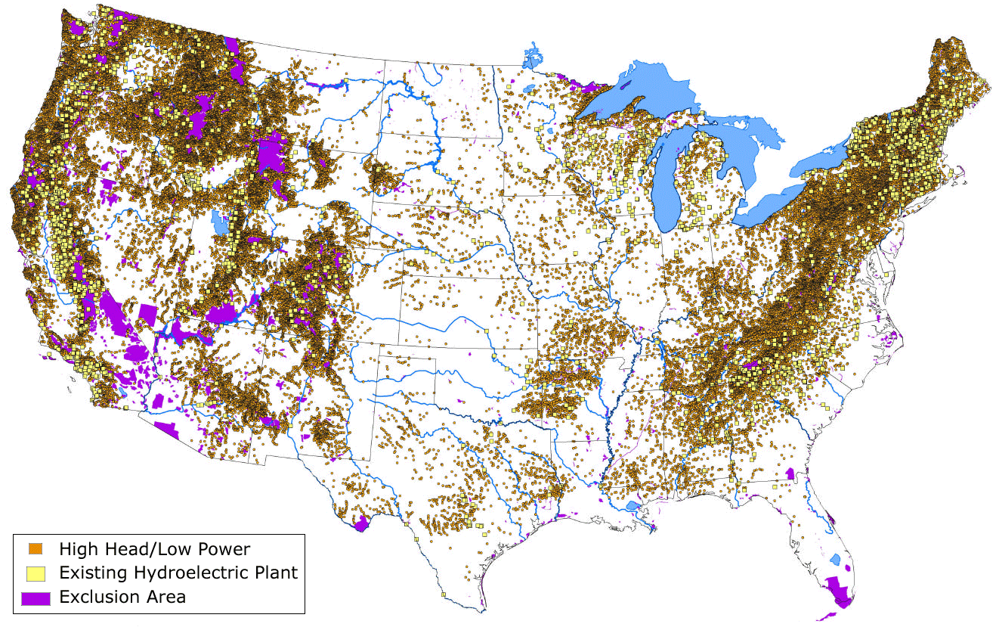 High Head/Low Power
Existing Hydroelectric Plant
Exclusion Area